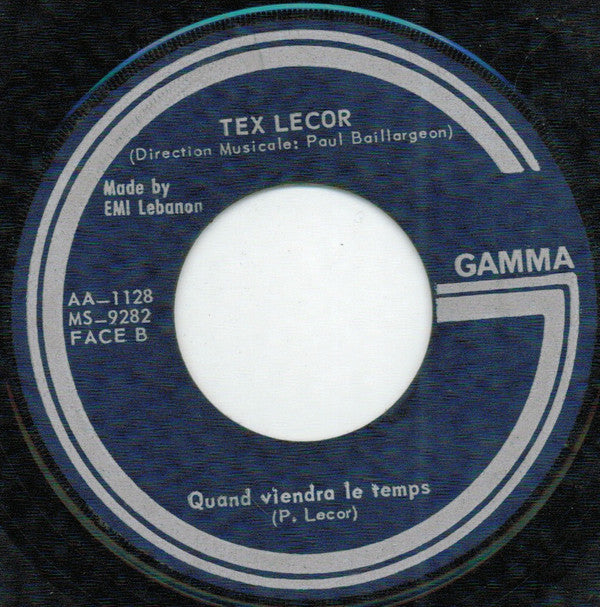 TEX LECOR
(Direction Musicale: Paul Baillargeon)
Made by
EMI Lebanon
GAMMA
AA-1128
MS-9282
FACE B
Quand viendra le temps
(P. Lecor)